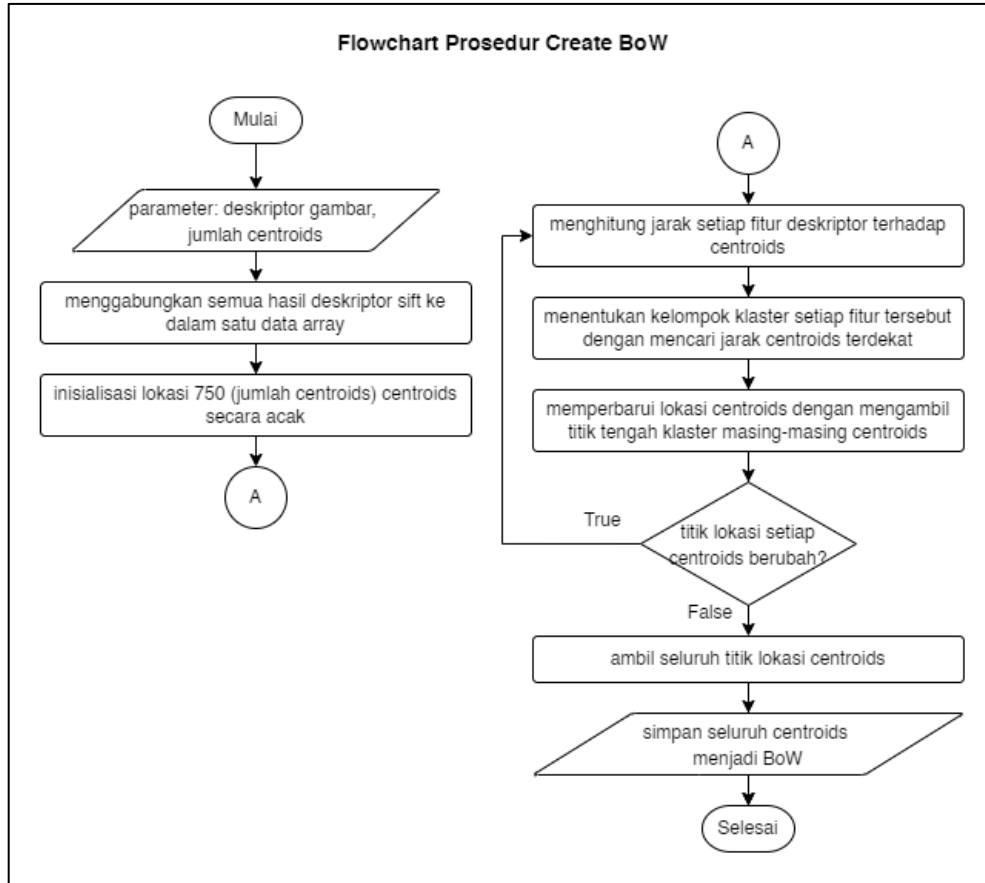 Flowchart Prosedur Create BoW
Mulai
parameter: deskriptor gambar,
jumlah centroids
menggabungkan semua hasil deskriptor sift ke
dalam satu data array
inisialisasi lokasi 750 (jumlah centroids) centroids
secara acak
A
A
menghitung jarak setiap fitur deskriptor terhadap
centroids
menentukan kelompok klaster setiap fitur tersebut
dengan mencari jarak centroids terdekat
memperbarui lokasi centroids dengan mengambil
titik tengah klaster masing-masing centroids
titik lokasi setiap
centroids berubah?
True
False
ambil seluruh titik lokasi centroids
simpan seluruh centroids
menjadi BoW
Selesai